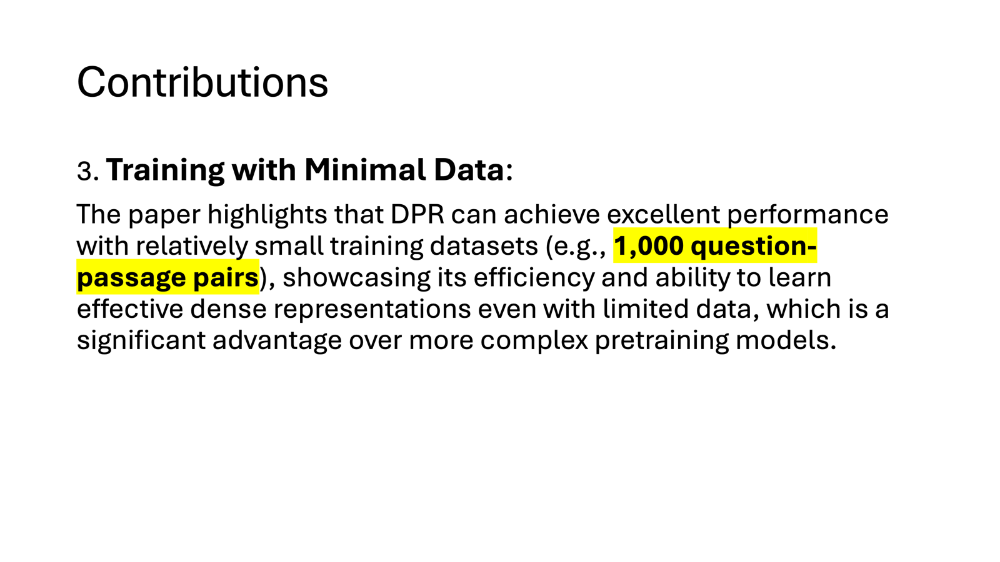 Contributions
3. Training with Minimal Data:
The paper highlights that DPR can achieve excellent performance
with relatively small training datasets (e.g., 1,000 question-
passage pairs), showcasing its efficiency and ability to learn
effective dense representations even with limited data, which is a
significant advantage over more complex pretraining models.